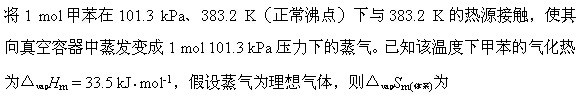 将 1 mol甲苯在 101.3 kPa、383.2 K（正常沸点）下与 383.2 K 的热源接触，使其
向真空容器中蒸发变成 1 mol 101.3 kPa 压力下的蒸气。已知该温度下甲苯的气化热
为△vapHm = 33.5 kJ·mol-1，假设蒸气为理想气体，则△vapSm(体系)为